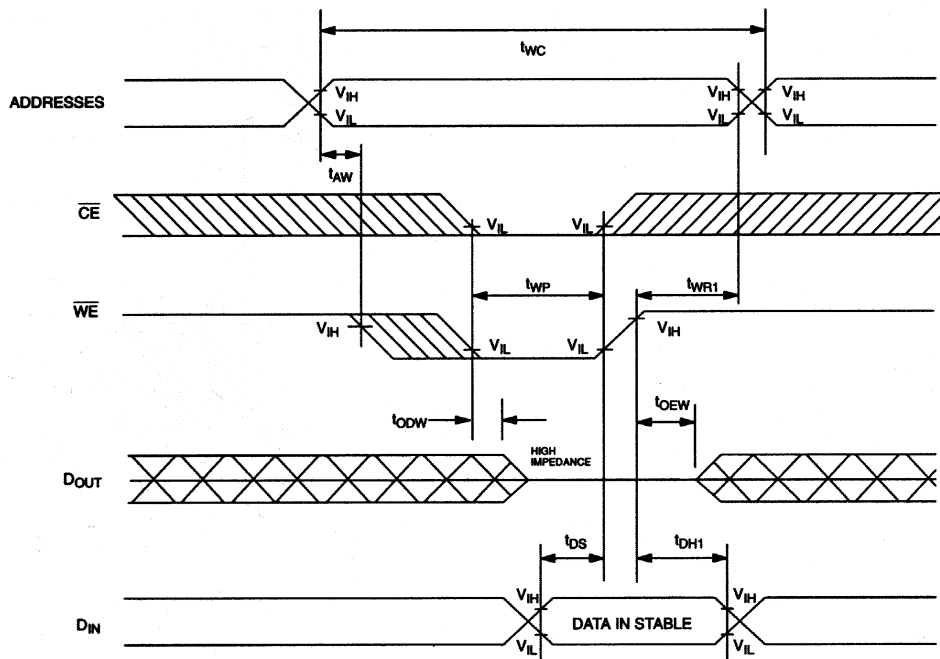 tWC
ADDRESSES
VIH VIH VIH
VIL VIL VIL
tAW
CE
VIL VIL
tWP tWR1
WE
VIH VIH
VIL VIL
tODW tOEW
HIGH
IMPEDANCE
DOUT
tDS tDH1
VIH VIH
DIN DATA IN STABLE
VIL VIL